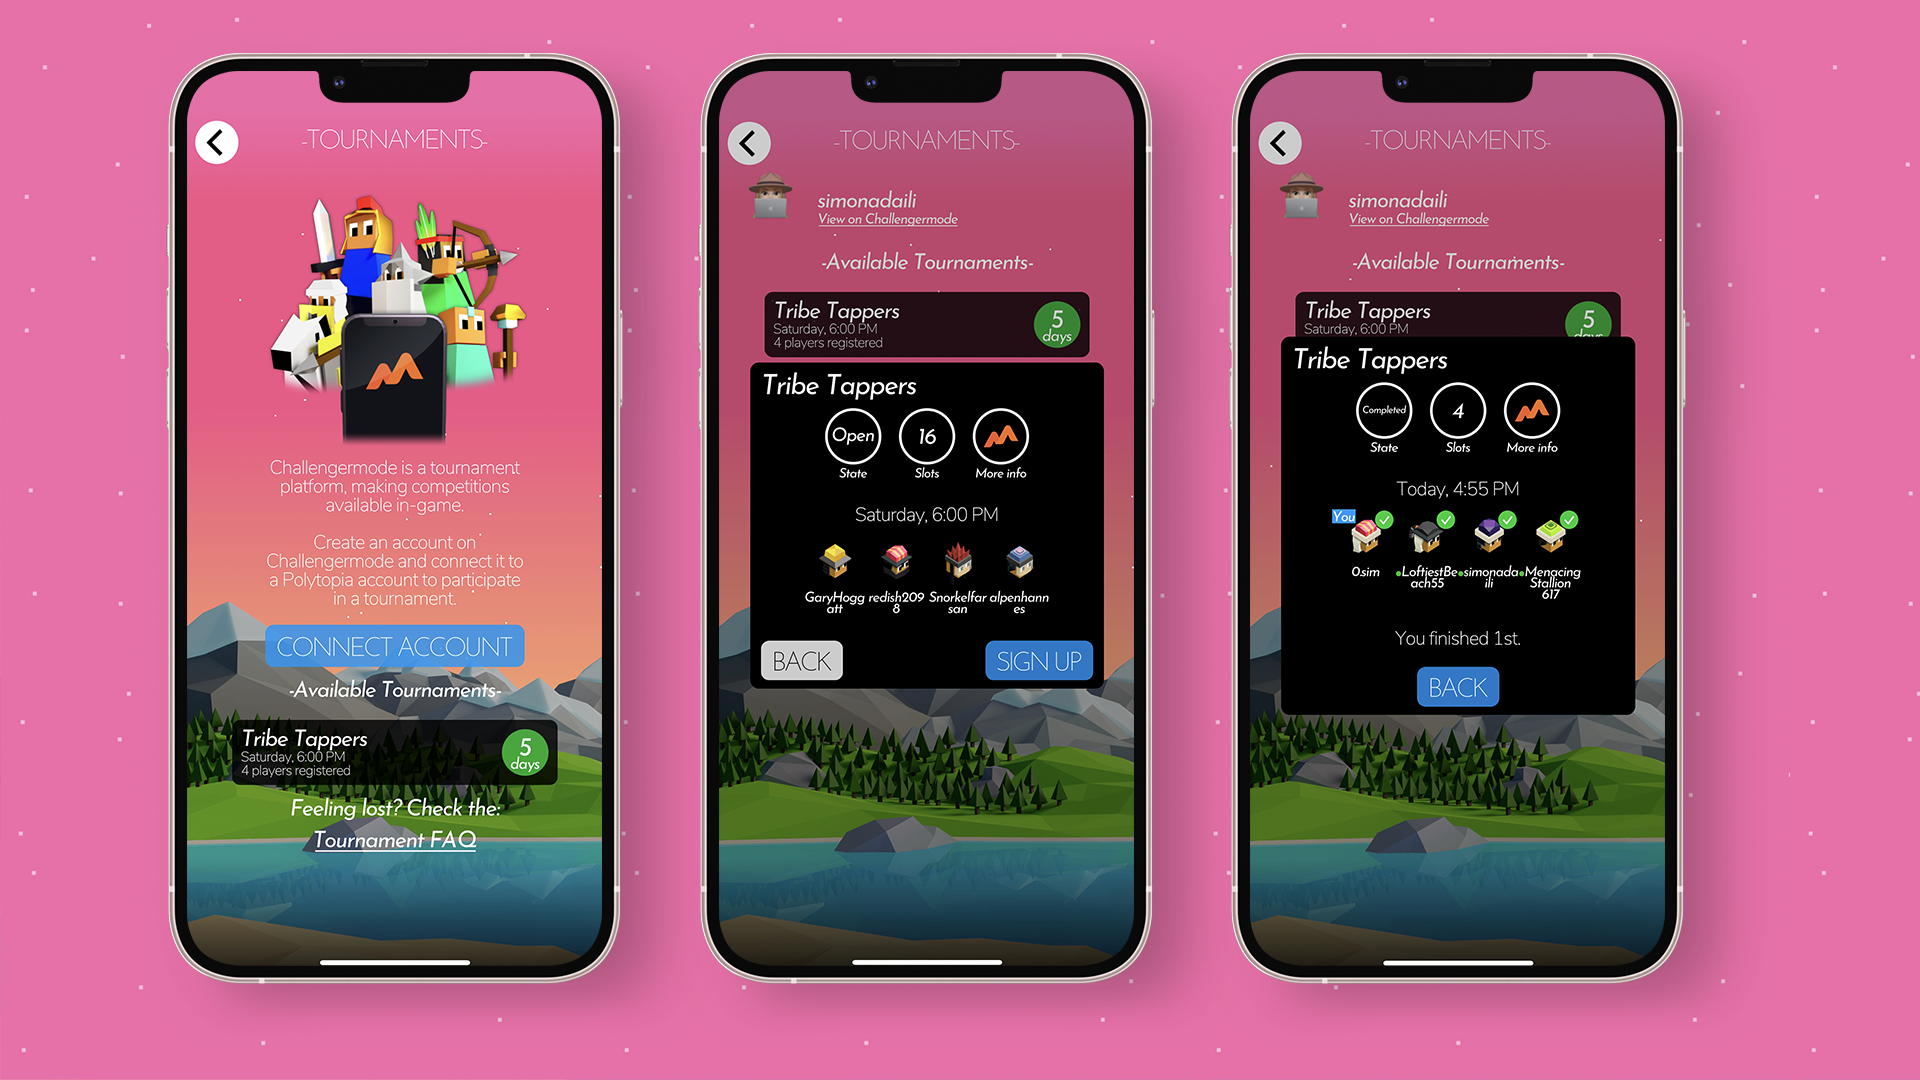 -TOURNAMENTS-
Challengermode is a tournament
platform, making competitions
available in-game.
Create an account on
Challengermode and connect it to
a Polytopia account to participate
in a tournament.
CONNECT ACCOUNT
-Available Tournaments-
Tribe Tappers
Saturday, 6:00 PM
4 players registered
5
days
Feeling lost? Check the:
Tournament FAQ
-TOURNAMENTS-
simonadaili
View on Challengermode
-Available Tournaments-
Tribe Tappers
Saturday, 6:00 PM
4 players registered
5
days
Tribe Tappers
Open
16
State
Slots
More info
Saturday, 6:00 PM
GaryHogg
att
redish209
8
Snorkelfar
san
alpenhann
es
BACK
SIGN UP
-TOURNAMENTS-
simonadaili
View on Challengermode
-Available Tournaments-
Tribe Tappers
Saturday, 6:00 PM
5
days
Tribe Tappers
Completed
4
State
Slots
More info
Today, 4:55 PM
You
0.sim
LoftiestBe
ach55
simonada
ili
Menacing
Stallion
617
You finished 1st.
BACK